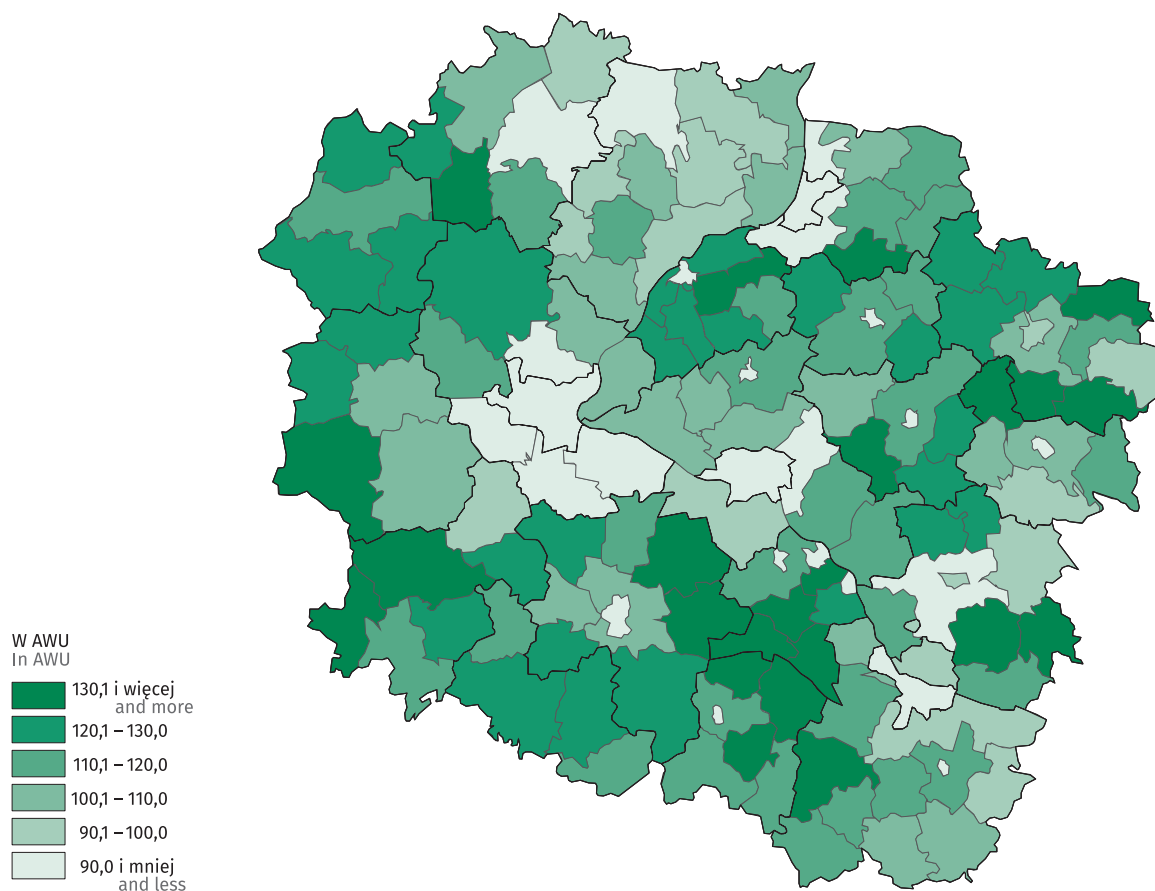 W AWU
In AWU
130,1 i więcej
and more
120,1 – 130,0
110,1 – 120,0
100,1 – 110,0
90,1 – 100,0
90,0 i mniej
and less